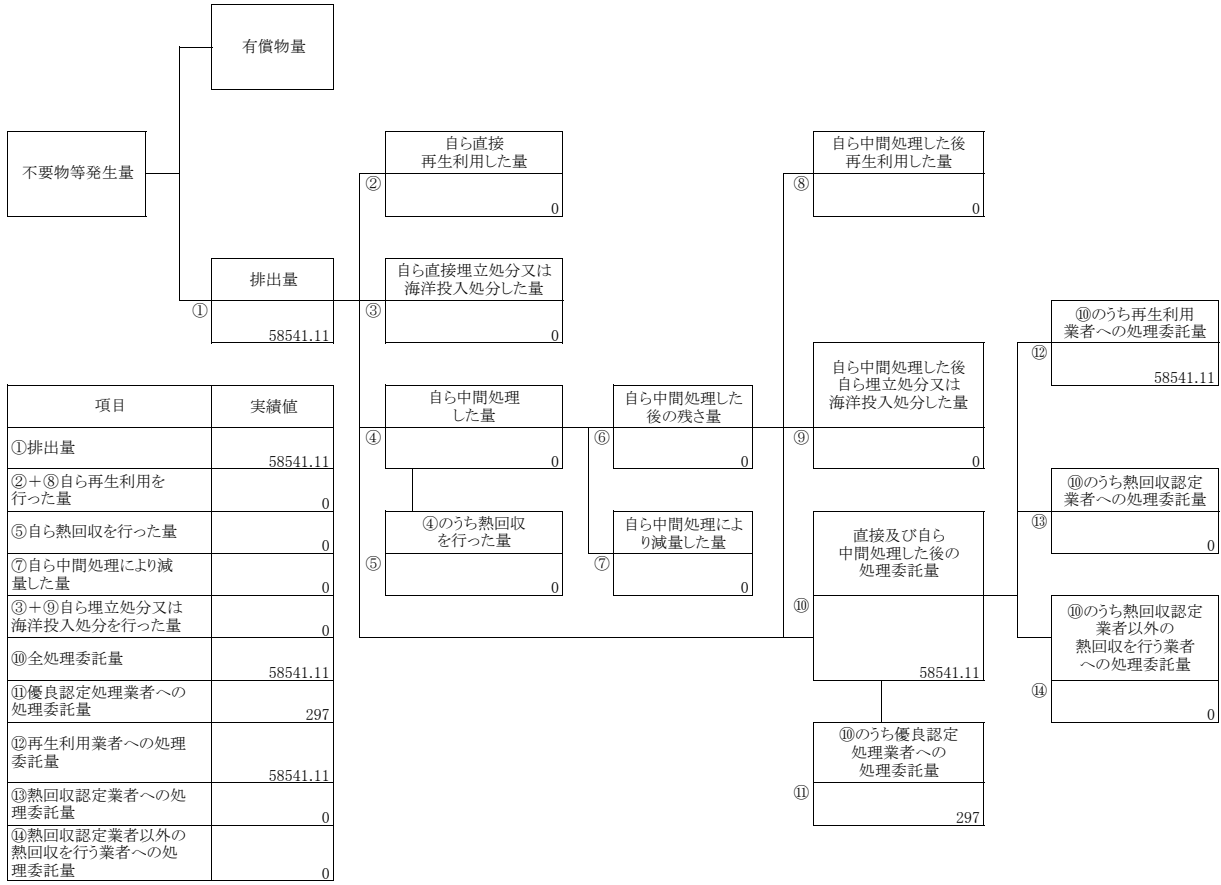 有償物量
不要物等発生量
自ら直接
再生利用した量
②
0
自ら中間処理した後
再生利用した量
⑧
0
排出量
①
58541.11
自ら直接埋立処分又は
海洋投入処分した量
③
0
⑩のうち再生利用
業者への処理委託量
⑫
58541.11
自ら中間処理
した量
④
0
自ら中間処理した
後の残さ量
⑥
0
自ら中間処理した後
自ら埋立処分又は
海洋投入処分した量
⑨
0
⑩のうち熱回収認定
業者への処理委託量
⑬
0
④のうち熱回収
を行った量
⑤
0
自ら中間処理によ
り減量した量
⑦
0
直接及び自ら
中間処理した後の
処理委託量
⑩
58541.11
⑩のうち熱回収認定
業者以外の
熱回収を行う業者
への処理委託量
⑭
0
⑩のうち優良認定
処理業者への
処理委託量
⑪
297
項目 実績値
①排出量
58541.11
②+⑧自ら再生利用を
行った量
0
⑤自ら熱回収を行った量
0
⑦自ら中間処理により減
量した量
0
③+⑨自ら埋立処分又は
海洋投入処分を行った量
0
⑩全処理委託量
58541.11
⑪優良認定処理業者への
処理委託量
297
⑫再生利用業者への処理
委託量
58541.11
⑬熱回収認定業者への処
理委託量
0
⑭熱回収認定業者以外の
熱回収を行う業者への処
理委託量
0